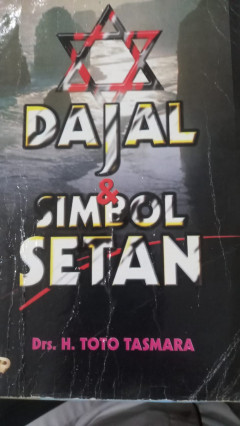 DAJAL
&
SIMBOL
SETAN
Drs. H. TOTO TASMARA